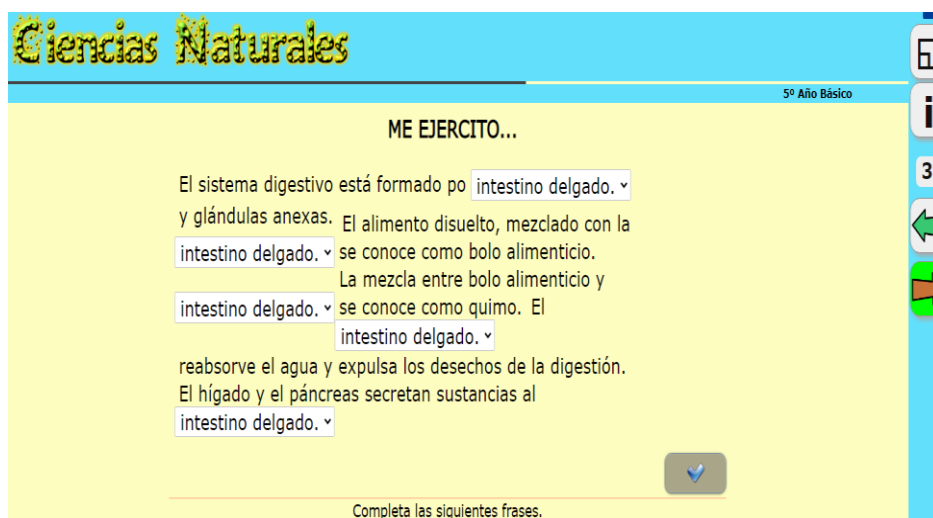 Ciencias Naturales
5º Año Básico
ME EJERCITO...
El sistema digestivo está formado po intestino delgado.
y glándulas anexas. El alimento disuelto, mezclado con la
intestino delgado. se conoce como bolo alimenticio.
La mezcla entre bolo alimenticio y
intestino delgado. se conoce como quimo. El
intestino delgado.
reabsorve el agua y expulsa los desechos de la digestión.
El hígado y el páncreas secretan sustancias al
intestino delgado.
Completa las siguientes frases.
i
3